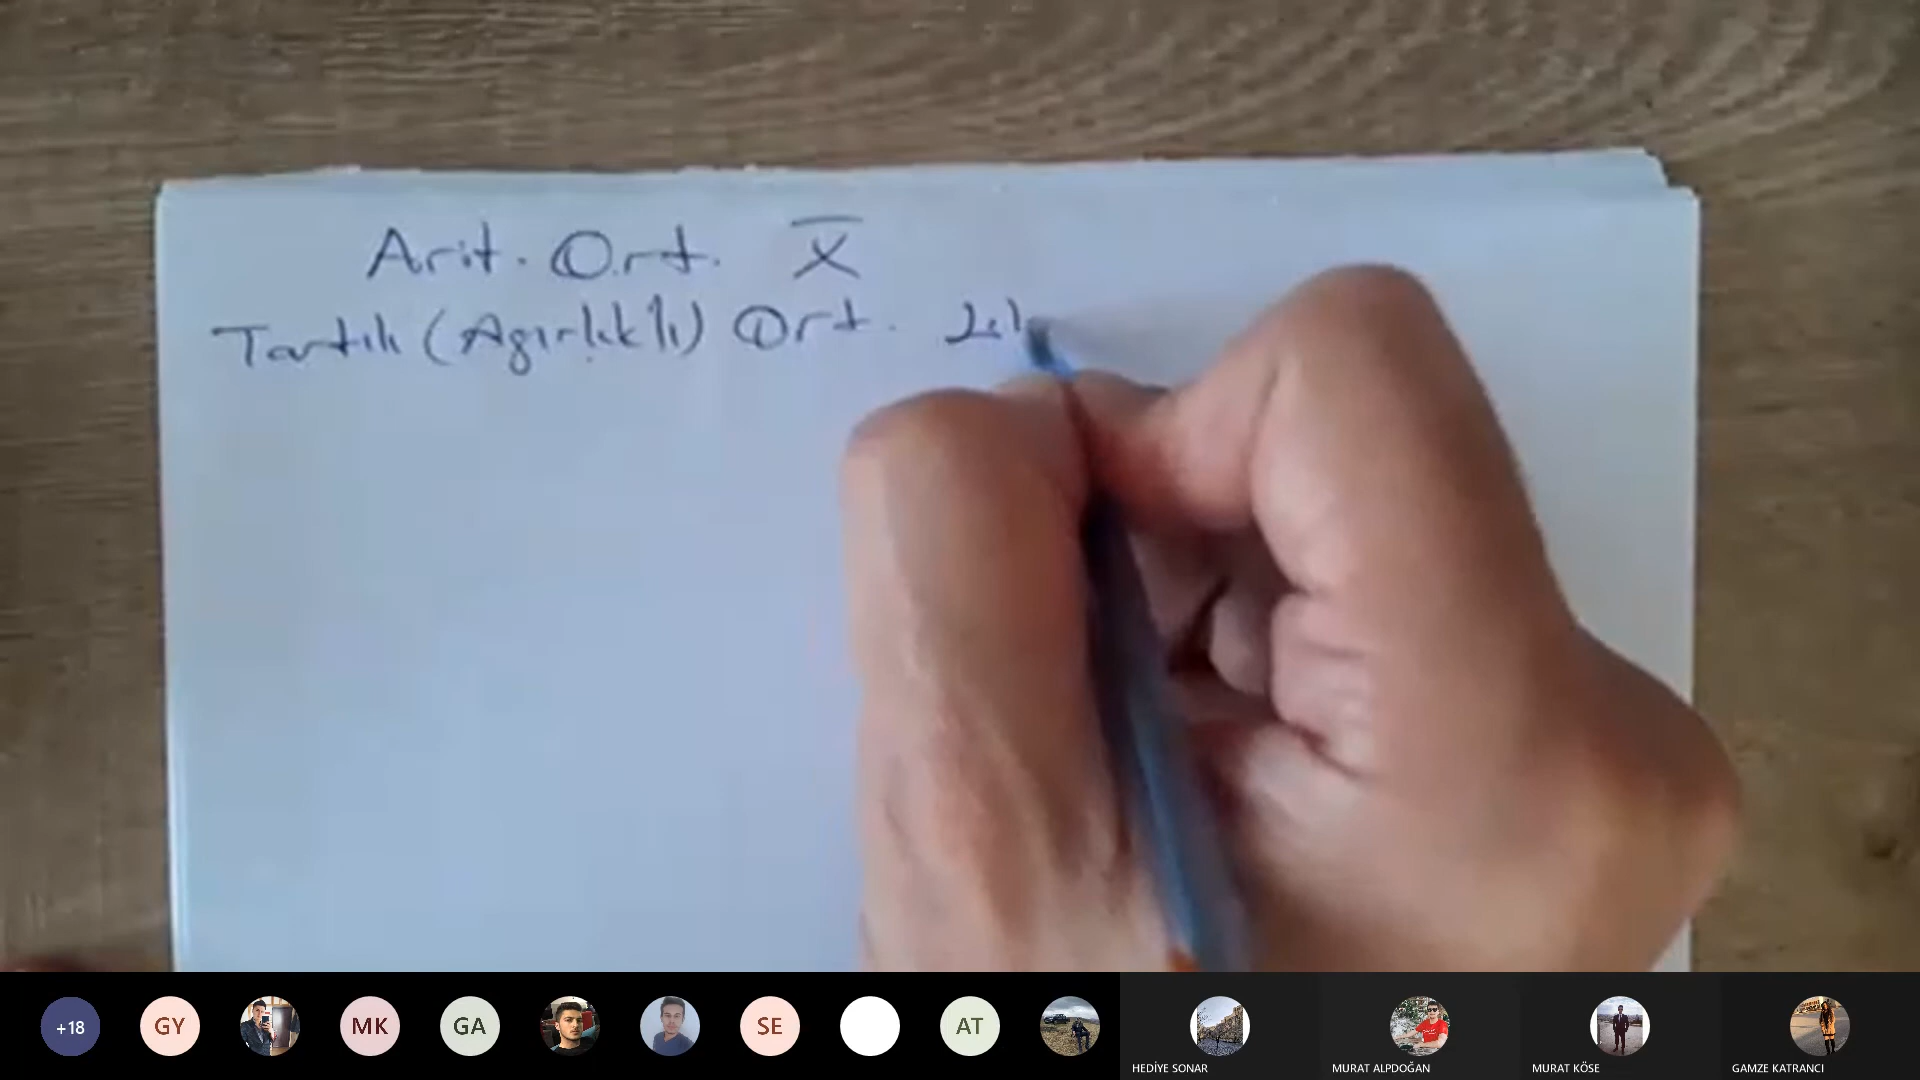 Arit. Ort. X̄
Tartılı (Ağırlıklı) Ort.
+18 GY MK GA SE AT
HEDİYE SONAR MURAT ALPDOĞAN MURAT KÖSE GAMZE KATRANCI